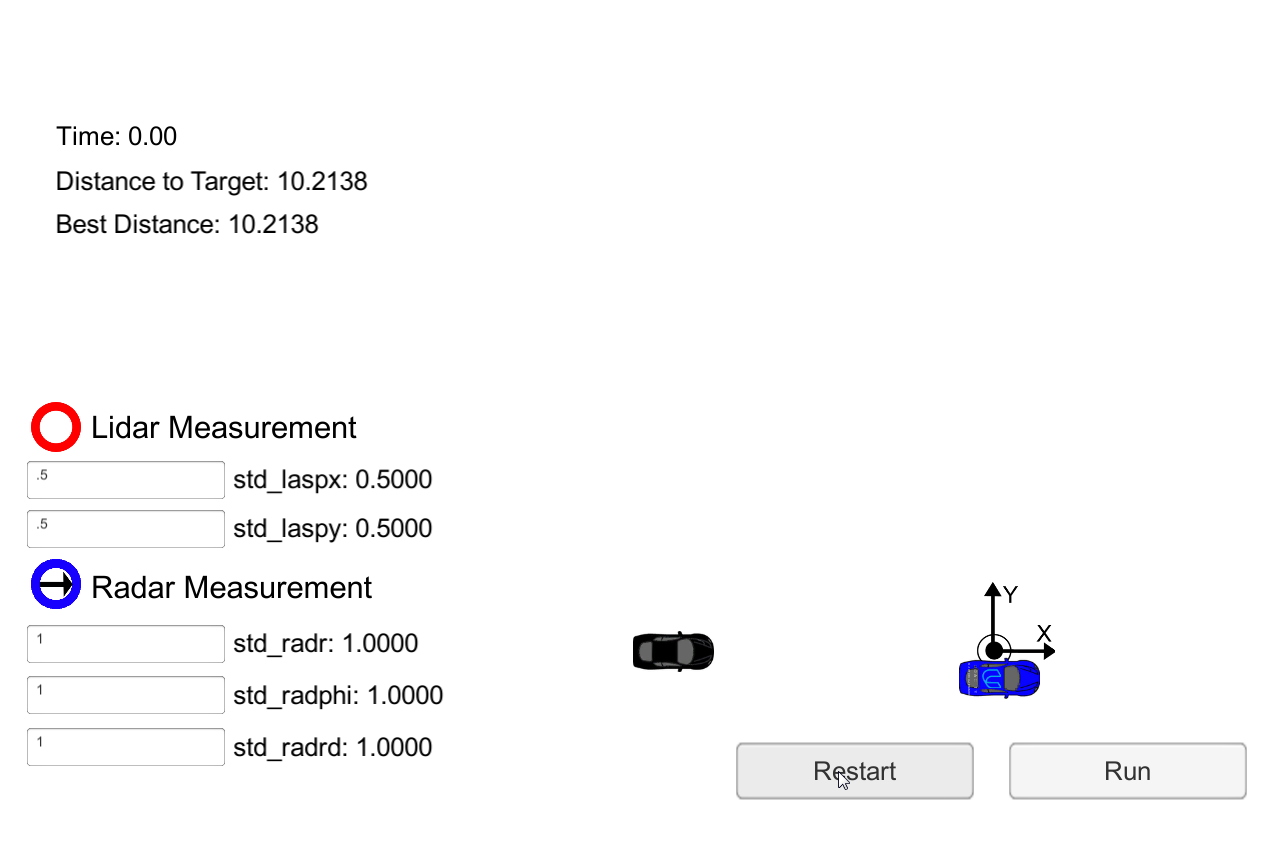 Time: 0.00
Distance to Target: 10.2138
Best Distance: 10.2138
Lidar Measurement
.5 std_laspx: 0.5000
.5 std_laspy: 0.5000
Radar Measurement
1 std_radr: 1.0000
1 std_radphi: 1.0000
1 std_radrd: 1.0000
Y
X
Restart
Run